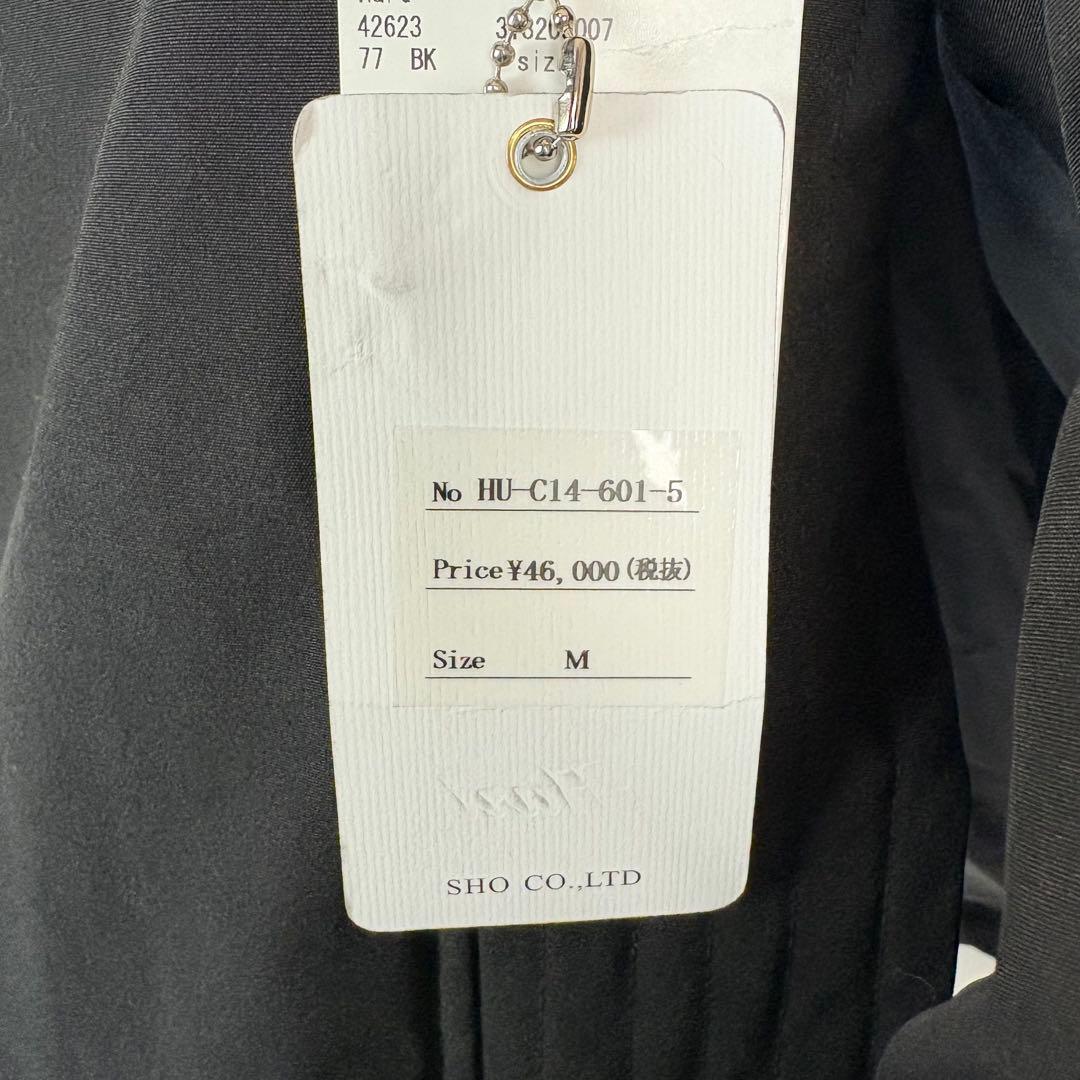 42623
77 BK
No HU-C14-601-5
Price ¥46,000(税抜)
Size M
SHO CO.,LTD